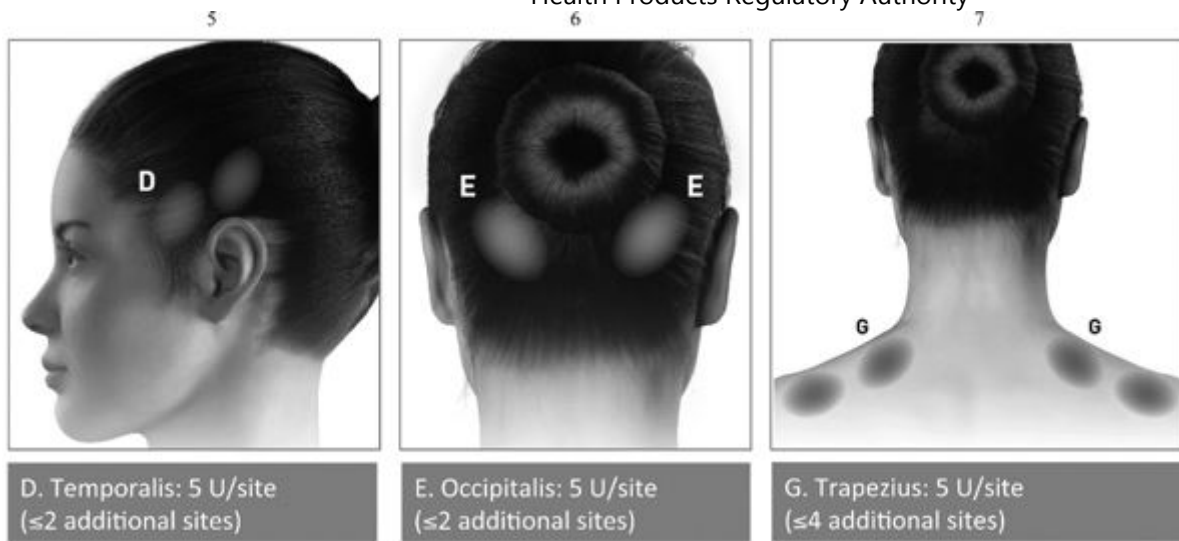 Health Products Regulatory Authority
5
6
7
D
E
E
G
G
D. Temporalis: 5 U/site
(≤2 additional sites)
E. Occipitalis: 5 U/site
(≤2 additional sites)
G. Trapezius: 5 U/site
(≤4 additional sites)